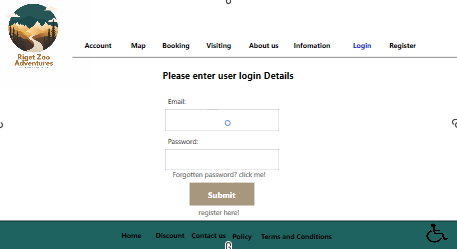 Riget Zoo
Adventures
Account Map Booking Visiting About us Infomation Login Register
Please enter user login Details
Email:
Password:
Forgotten password? click me!
Submit
register here!
Home Discount Contact us Policy Terms and Conditions